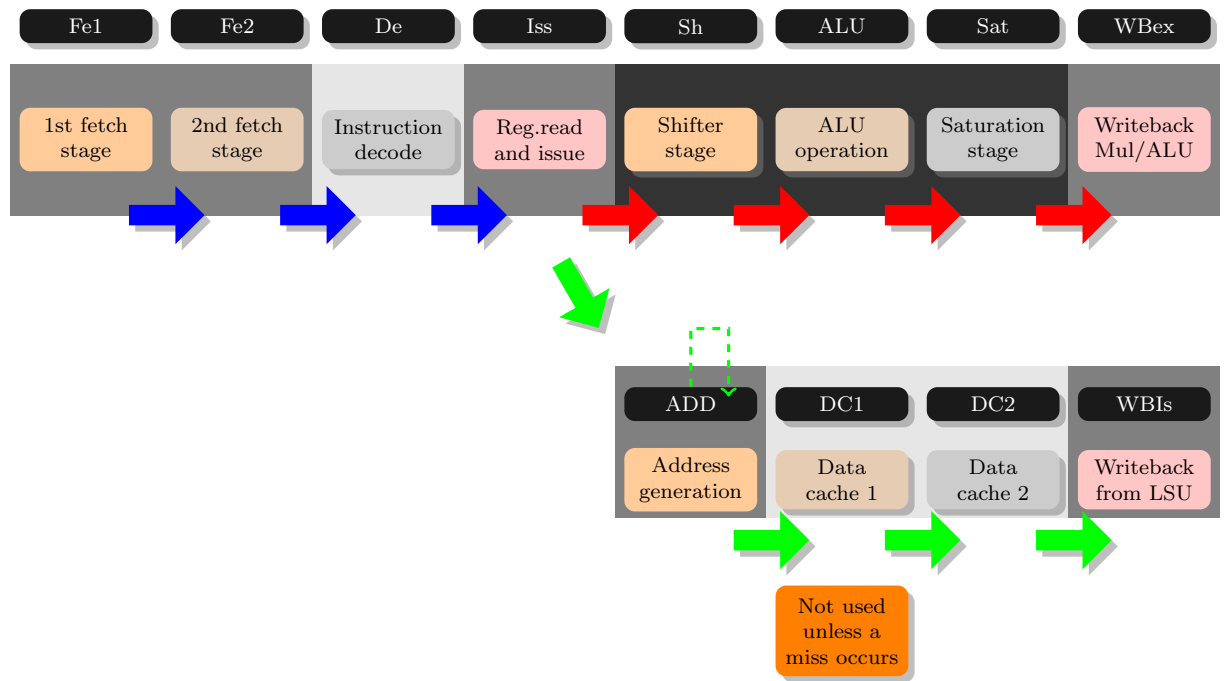 Fe1
Fe2
De
Iss
Sh
ALU
Sat
WBex
1st fetch
stage
2nd fetch
stage
Instruction
decode
Reg.read
and issue
Shifter
stage
ALU
operation
Saturation
stage
Writeback
Mul/ALU
ADD
DC1
DC2
WBIs
Address
generation
Data
cache 1
Data
cache 2
Writeback
from LSU
Not used
unless a
miss occurs